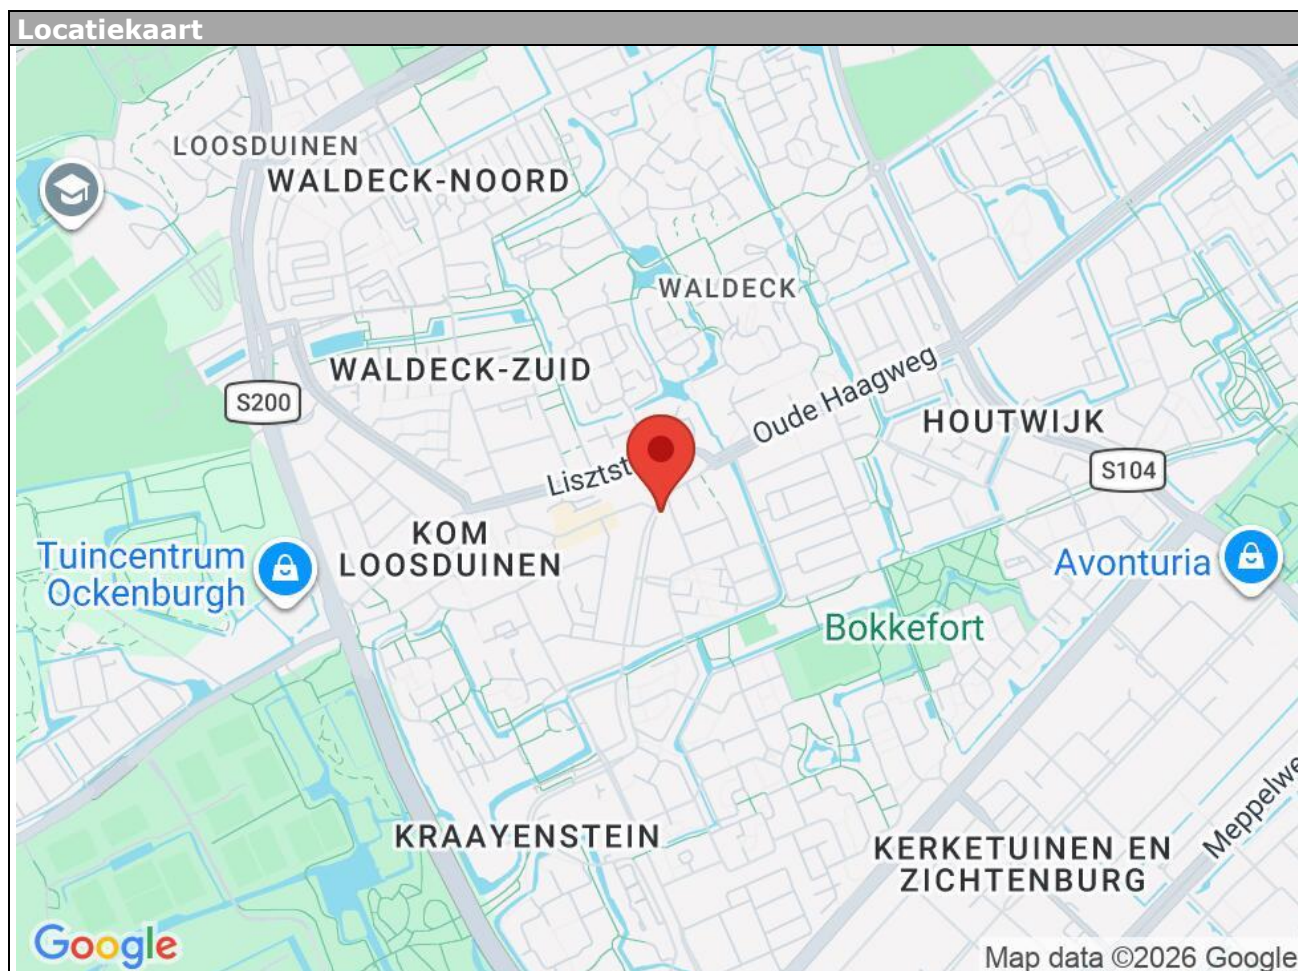 Locatiekaart
LOOSDUINEN
WALDECK-NOORD
WALDECK
WALDECK-ZUID
S200
Oude Haagweg
HOUTWIJK
S104
Lisztst
KOM
LOOSDUINEN
Tuincentrum
Ockenburgh
Avonturia
Bokkefort
KRAAYENSTEIN
KERKETUINEN EN
ZICHTENBURG
Meppelwe
Google
Map data ©2026 Google